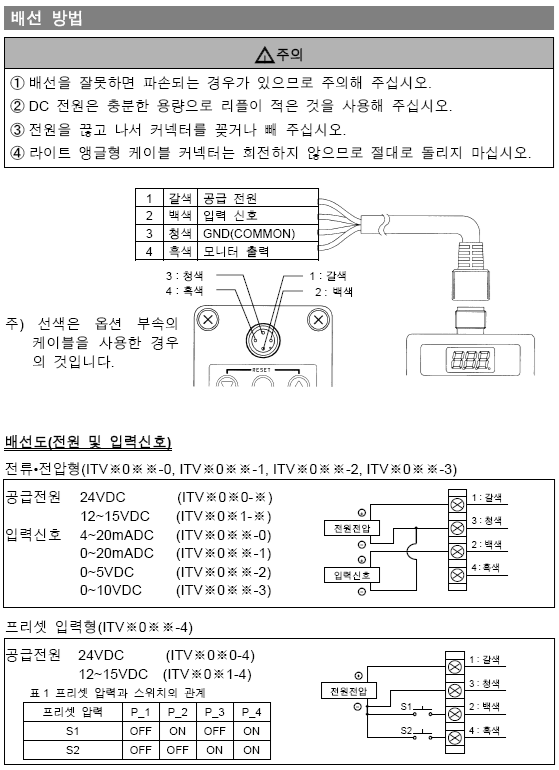 배선 방법
주의
① 배선을 잘못하면 파손되는 경우가 있으므로 주의해 주십시오.
② DC 전원은 충분한 용량으로 리플이 적은 것을 사용해 주십시오.
③ 전원을 끊고 나서 커넥터를 꽂거나 빼 주십시오.
④ 라이트 앵글형 케이블 커넥터는 회전하지 않으므로 절대로 돌리지 마십시오.
1 갈색 공급 전원
2 백색 입력 신호
3 청색 GND(COMMON)
4 흑색 모니터 출력
3 : 청색
4 : 흑색
1 : 갈색
2 : 백색
RESET
주) 선색은 옵션 부속의
케이블을 사용한 경우
의 것입니다.
배선도(전원 및 입력신호)
전류•전압형(ITV※0※※-0, ITV※0※※-1, ITV※0※※-2, ITV※0※※-3)
공급전원 24VDC (ITV※0※0-※)
12~15VDC (ITV※0※1-※)
입력신호 4~20mADC (ITV※0※※-0)
0~20mADC (ITV※0※※-1)
0~5VDC (ITV※0※※-2)
0~10VDC (ITV※0※※-3)
전원전압
입력신호
1 : 갈색
3 : 청색
2 : 백색
4 : 흑색
프리셋 입력형(ITV※0※※-4)
공급전원 24VDC (ITV※0※0-4)
12~15VDC (ITV※0※1-4)
표 1 프리셋 압력과 스위치의 관계
프리셋 압력 P_1 P_2 P_3 P_4
S1 OFF ON OFF ON
S2 OFF OFF ON ON
전원전압
S1
S2
1 : 갈색
3 : 청색
2 : 백색
4 : 흑색